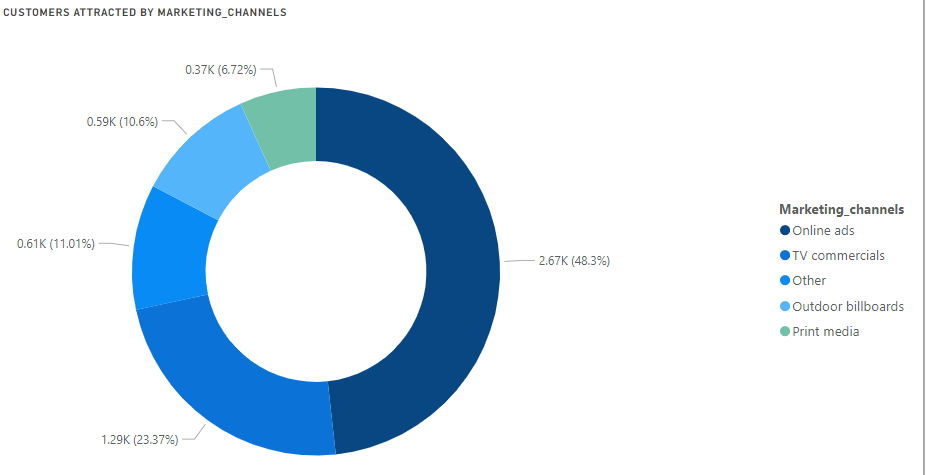 CUSTOMERS ATTRACTED BY MARKETING_CHANNELS
0.37K (6.72%)
0.59K (10.6%)
0.61K (11.01%)
2.67K (48.3%)
1.29K (23.37%)
Marketing_channels
Online ads
TV commercials
Other
Outdoor billboards
Print media